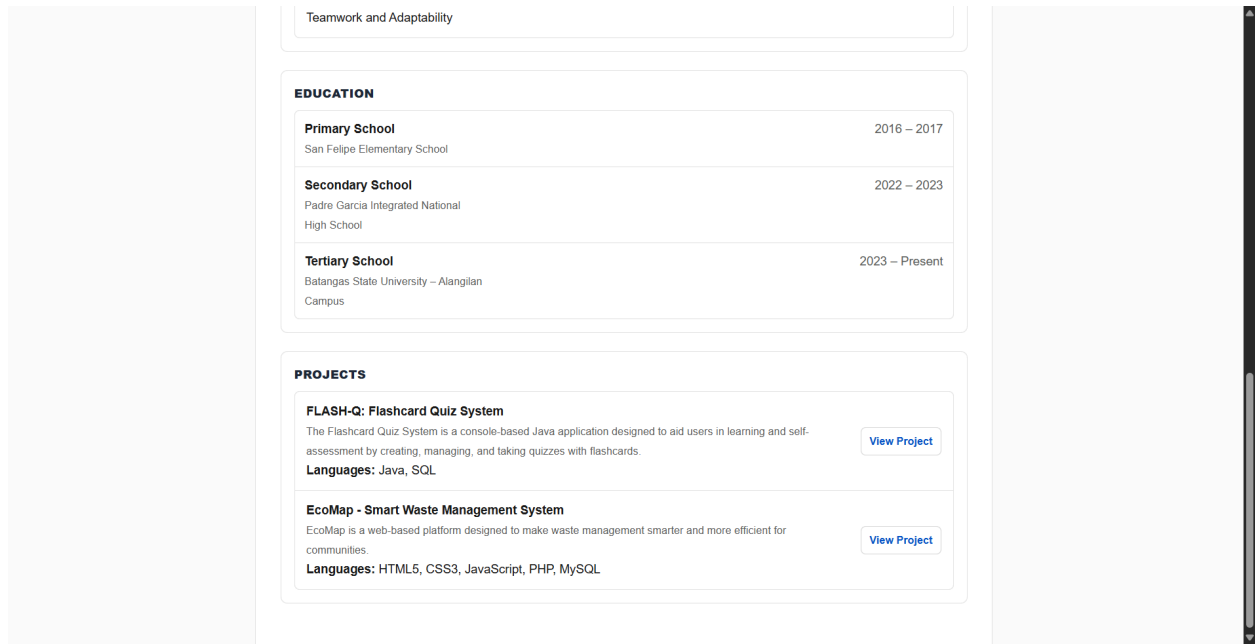 Teamwork and Adaptability
EDUCATION
Primary School 2016 – 2017
San Felipe Elementary School
Secondary School 2022 – 2023
Padre Garcia Integrated National
High School
Tertiary School 2023 – Present
Batangas State University – Alangilan
Campus
PROJECTS
FLASH-Q: Flashcard Quiz System
The Flashcard Quiz System is a console-based Java application designed to aid users in learning and self-
assessment by creating, managing, and taking quizzes with flashcards.
Languages: Java, SQL
View Project
EcoMap - Smart Waste Management System
EcoMap is a web-based platform designed to make waste management smarter and more efficient for
communities.
Languages: HTML5, CSS3, JavaScript, PHP, MySQL
View Project